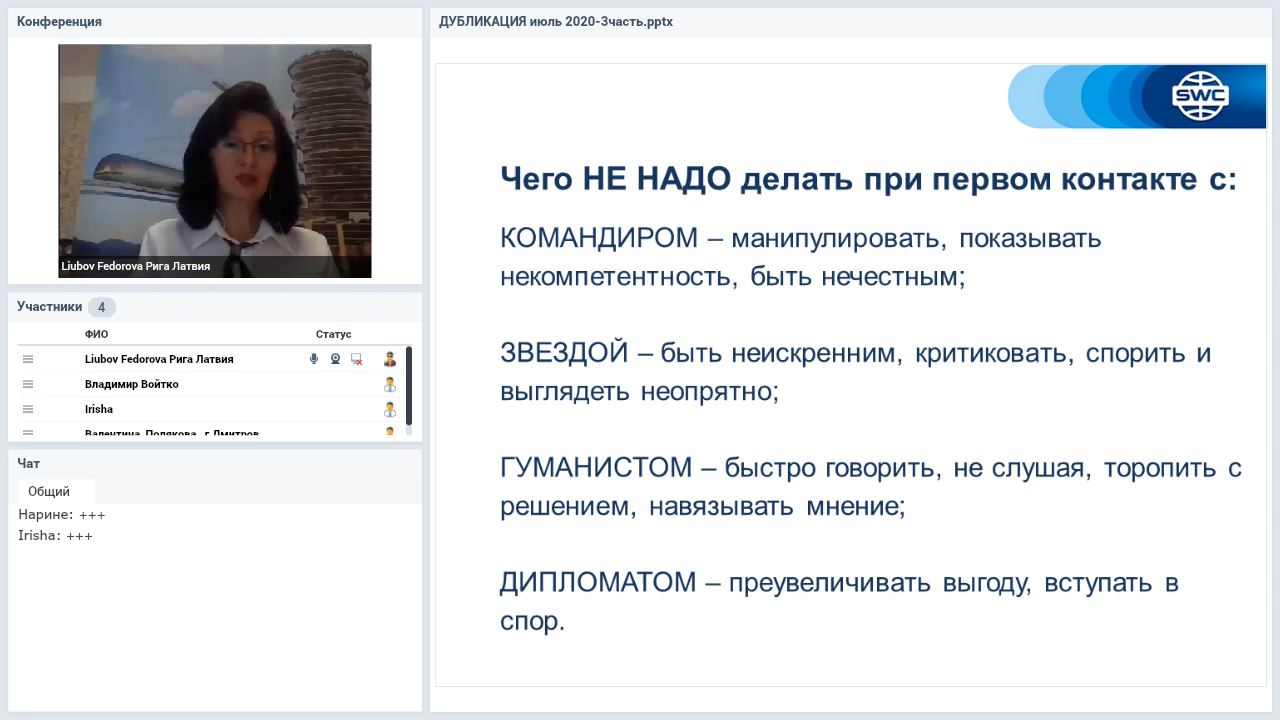 Конференция
Liubov Fedorova Рига Латвия
Участники 4
ФИО Статус
Liubov Fedorova Рига Латвия
Владимир Войтко
Irisha
Валентина Полякова г.Дмитров
Чат
Общий
Нарине: +++
Irisha: +++
ДУБЛИКАЦИЯ июль 2020-3часть.pptx
SWC
Чего НЕ НАДО делать при первом контакте с:
КОМАНДИРОМ – манипулировать, показывать
некомпетентность, быть нечестным;
ЗВЕЗДОЙ – быть неискренним, критиковать, спорить и
выглядеть неопрятно;
ГУМАНИСТОМ – быстро говорить, не слушая, торопить с
решением, навязывать мнение;
ДИПЛОМАТОМ – преувеличивать выгоду, вступать в
спор.